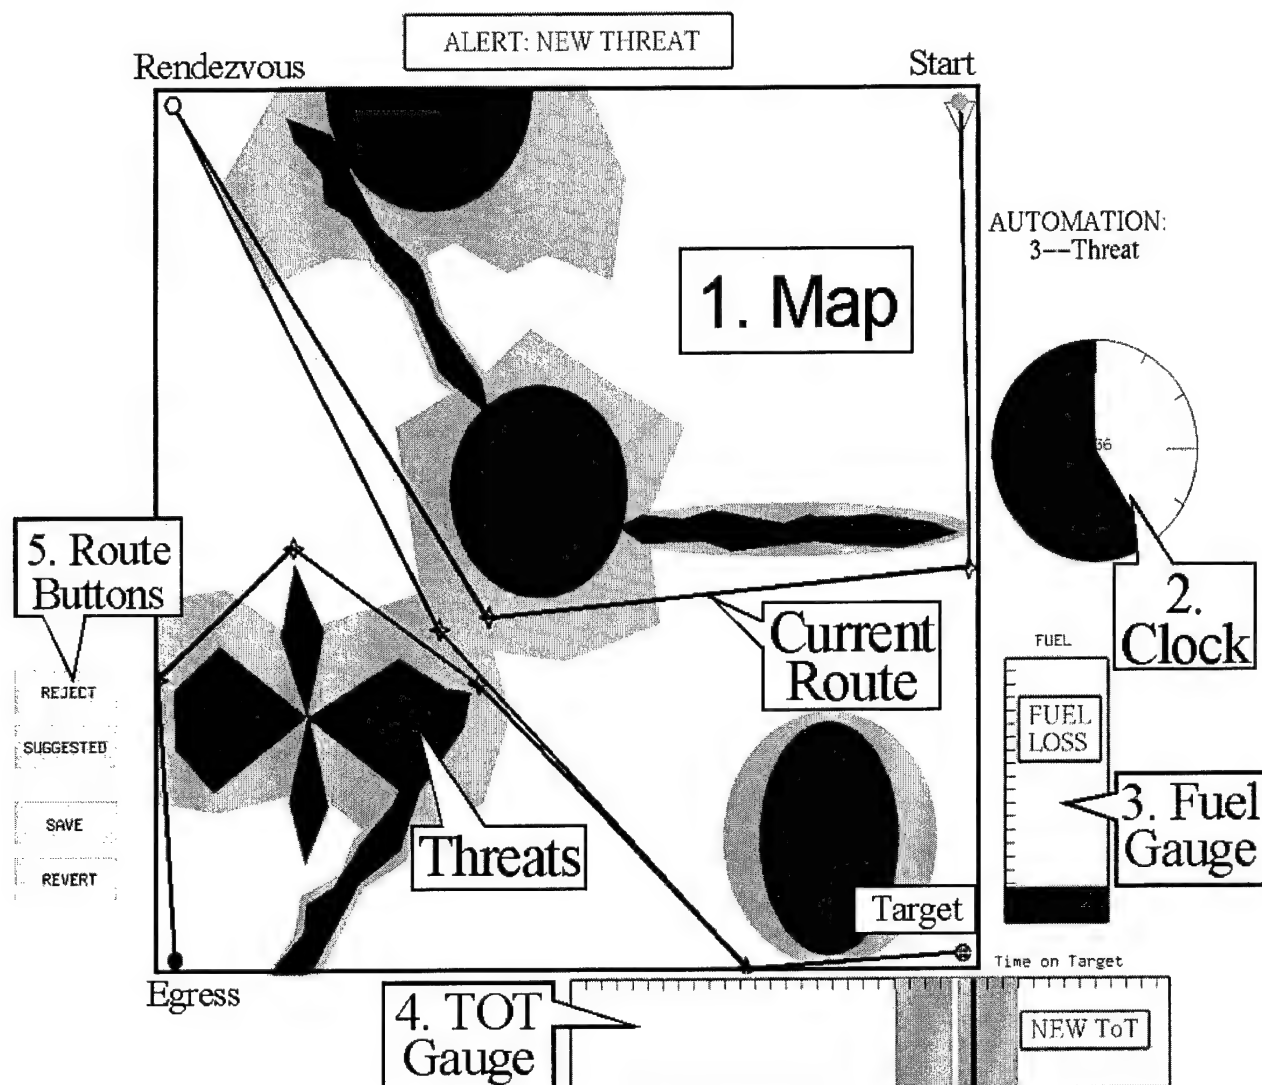 ALERT: NEW THREAT
Rendezvous
Start
AUTOMATION:
3--Threat
1. Map
36
5. Route
Buttons
2.
Clock
Current
Route
FUEL
REJECT
FUEL
LOSS
SUGGESTED
3. Fuel
Gauge
SAVE
Threats
REVERT
Target
Time on Target
Egress
4. TOT
Gauge
NEW ToT